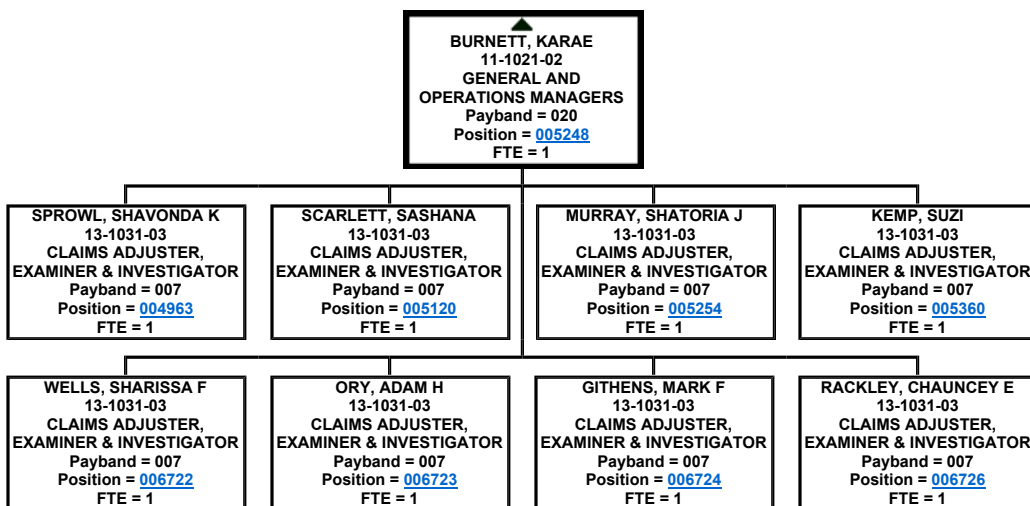 BURNETT, KARAE
11-1021-02
GENERAL AND
OPERATIONS MANAGERS
Payband = 020
Position = 005248
FTE = 1
SPROWL, SHAVONDA K
13-1031-03
CLAIMS ADJUSTER,
EXAMINER & INVESTIGATOR
Payband = 007
Position = 004963
FTE = 1
SCARLETT, SASHANA
13-1031-03
CLAIMS ADJUSTER,
EXAMINER & INVESTIGATOR
Payband = 007
Position = 005120
FTE = 1
MURRAY, SHATORIA J
13-1031-03
CLAIMS ADJUSTER,
EXAMINER & INVESTIGATOR
Payband = 007
Position = 005254
FTE = 1
KEMP, SUZI
13-1031-03
CLAIMS ADJUSTER,
EXAMINER & INVESTIGATOR
Payband = 007
Position = 005360
FTE = 1
WELLS, SHARISSA F
13-1031-03
CLAIMS ADJUSTER,
EXAMINER & INVESTIGATOR
Payband = 007
Position = 006722
FTE = 1
ORY, ADAM H
13-1031-03
CLAIMS ADJUSTER,
EXAMINER & INVESTIGATOR
Payband = 007
Position = 006723
FTE = 1
GITHENS, MARK F
13-1031-03
CLAIMS ADJUSTER,
EXAMINER & INVESTIGATOR
Payband = 007
Position = 006724
FTE = 1
RACKLEY, CHAUNCEY E
13-1031-03
CLAIMS ADJUSTER,
EXAMINER & INVESTIGATOR
Payband = 007
Position = 006726
FTE = 1